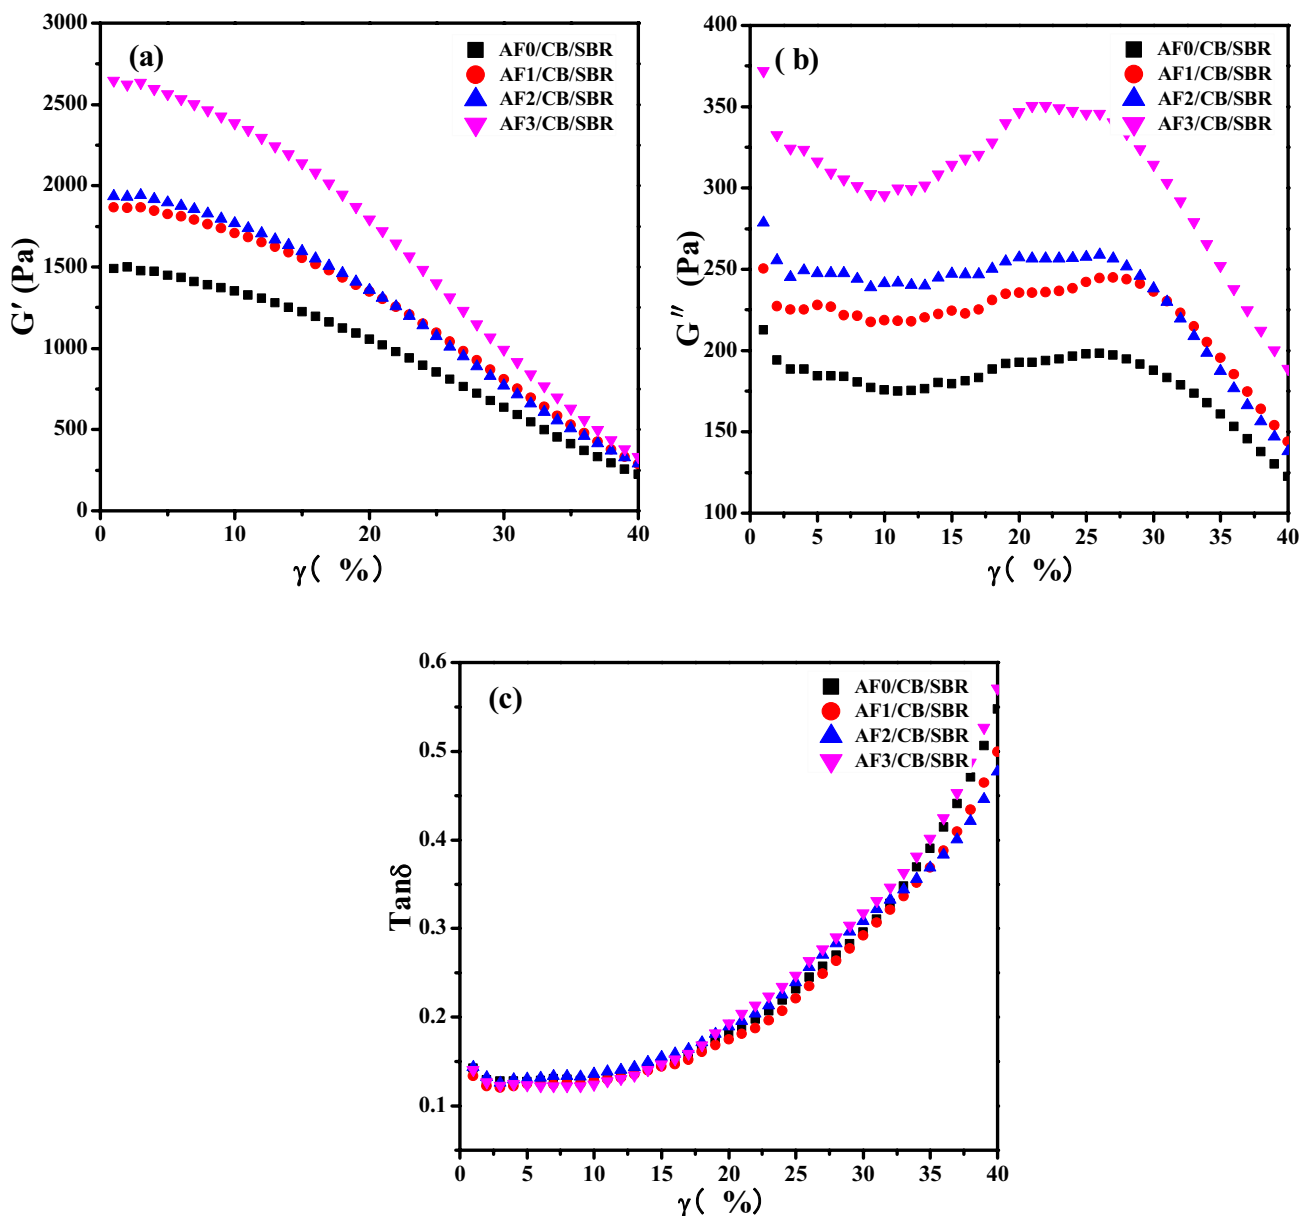 (a)
AF0/CB/SBR
AF1/CB/SBR
AF2/CB/SBR
AF3/CB/SBR
3000
2500
2000
1500
1000
500
0
G′ (Pa)
0 10 20 30 40
γ( %)
( b)
AF0/CB/SBR
AF1/CB/SBR
AF2/CB/SBR
AF3/CB/SBR
400
350
300
250
200
150
100
G″ (Pa)
0 5 10 15 20 25 30 35 40
γ( %)
(c)
AF0/CB/SBR
AF1/CB/SBR
AF2/CB/SBR
AF3/CB/SBR
0.6
0.5
0.4
0.3
0.2
0.1
Tanδ
0 5 10 15 20 25 30 35 40
γ( %)